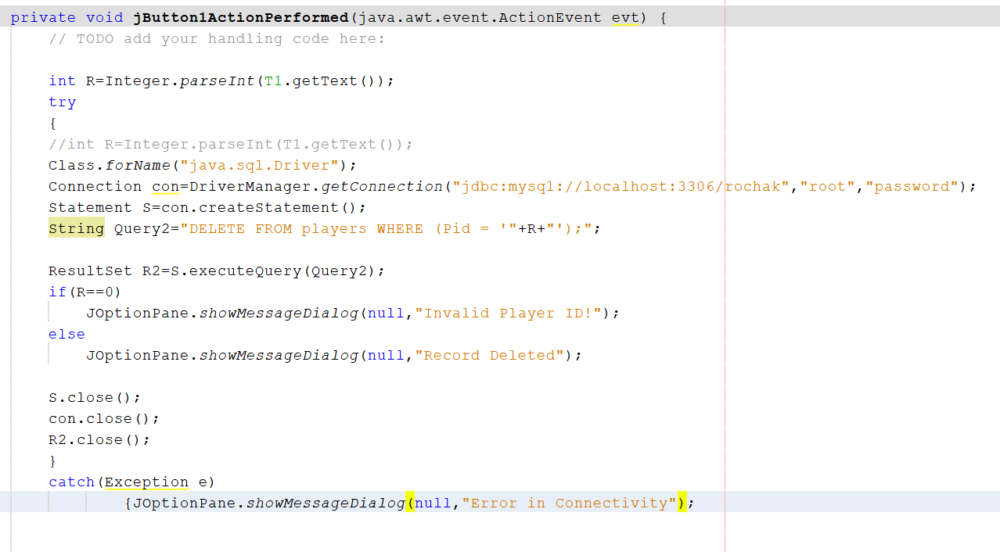 private void jButton1ActionPerformed(java.awt.event.ActionEvent evt) {
// TODO add your handling code here:
int R=Integer.parseInt(T1.getText());
try
{
//int R=Integer.parseInt(T1.getText());
Class.forName("java.sql.Driver");
Connection con=DriverManager.getConnection("jdbc:mysql://localhost:3306/rochak","root","password");
Statement S=con.createStatement();
String Query2="DELETE FROM players WHERE (Pid = '"+R+"');";
ResultSet R2=S.executeQuery(Query2);
if(R==0)
JOptionPane.showMessageDialog(null,"Invalid Player ID!");
else
JOptionPane.showMessageDialog(null,"Record Deleted");
S.close();
con.close();
R2.close();
}
catch(Exception e)
{JOptionPane.showMessageDialog(null,"Error in Connectivity");